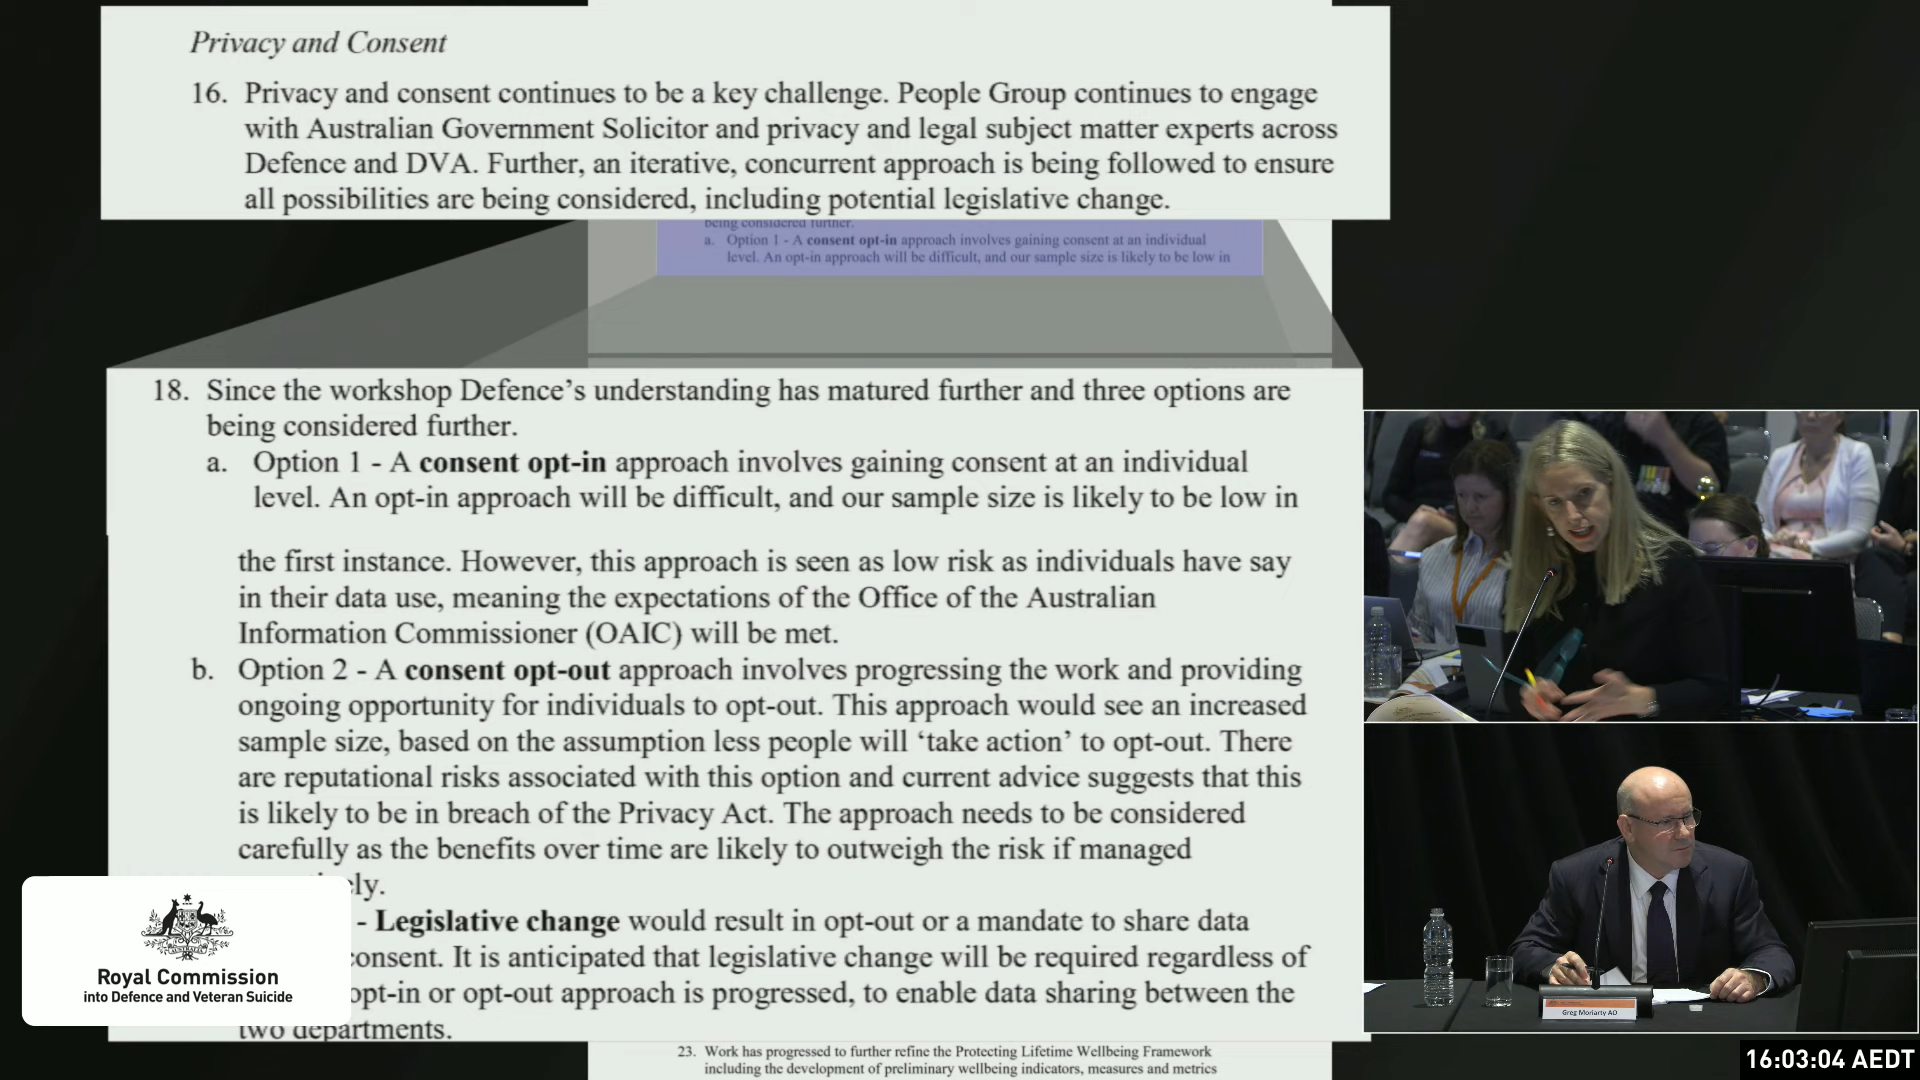 Privacy and Consent
16. Privacy and consent continues to be a key challenge. People Group continues to engage
with Australian Government Solicitor and privacy and legal subject matter experts across
Defence and DVA. Further, an iterative, concurrent approach is being followed to ensure
all possibilities are being considered, including potential legislative change.
being considered further.
a. Option 1 - A consent opt-in approach involves gaining consent at an individual
level. An opt-in approach will be difficult, and our sample size is likely to be low in
18. Since the workshop Defence’s understanding has matured further and three options are
being considered further.
a. Option 1 - A consent opt-in approach involves gaining consent at an individual
level. An opt-in approach will be difficult, and our sample size is likely to be low in
the first instance. However, this approach is seen as low risk as individuals have say
in their data use, meaning the expectations of the Office of the Australian
Information Commissioner (OAIC) will be met.
b. Option 2 - A consent opt-out approach involves progressing the work and providing
ongoing opportunity for individuals to opt-out. This approach would see an increased
sample size, based on the assumption less people will ‘take action’ to opt-out. There
are reputational risks associated with this option and current advice suggests that this
is likely to be in breach of the Privacy Act. The approach needs to be considered
carefully as the benefits over time are likely to outweigh the risk if managed
ly.
- Legislative change would result in opt-out or a mandate to share data
consent. It is anticipated that legislative change will be required regardless of
opt-in or opt-out approach is progressed, to enable data sharing between the
two departments.
23. Work has progressed to further refine the Protecting Lifetime Wellbeing Framework
including the development of preliminary wellbeing indicators, measures and metrics
Royal Commission
into Defence and Veteran Suicide
Greg Moriarty AO
16:03:04 AEDT